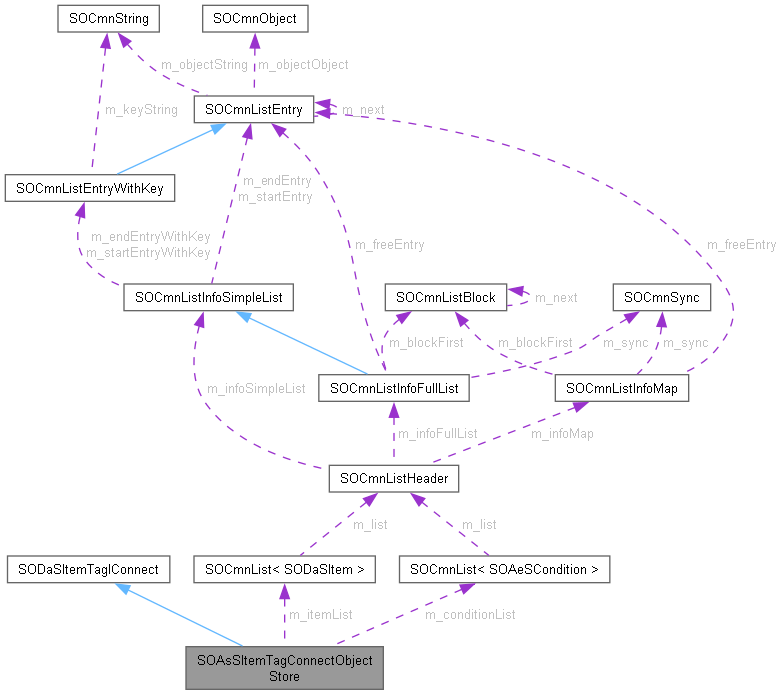 SOCmnString
SOCmnObject
m_objectString
m_objectObject
m_keyString
SOCmnListEntry
m_next
SOCmnListEntryWithKey
m_endEntry
m_startEntry
m_endEntryWithKey
m_startEntryWithKey
m_freeEntry
m_freeEntry
SOCmnListInfoSimpleList
SOCmnListBlock
m_next
SOCmnSync
m_blockFirst
m_blockFirst
m_sync
m_sync
m_infoSimpleList
SOCmnListInfoFullList
SOCmnListInfoMap
m_infoFullList
m_infoMap
SOCmnListHeader
m_list
m_list
SODaSItemTagIConnect
SOCmnList< SODaSItem >
SOCmnList< SOAeSCondition >
m_itemList
m_conditionList
SOAsSItemTagConnectObject
Store